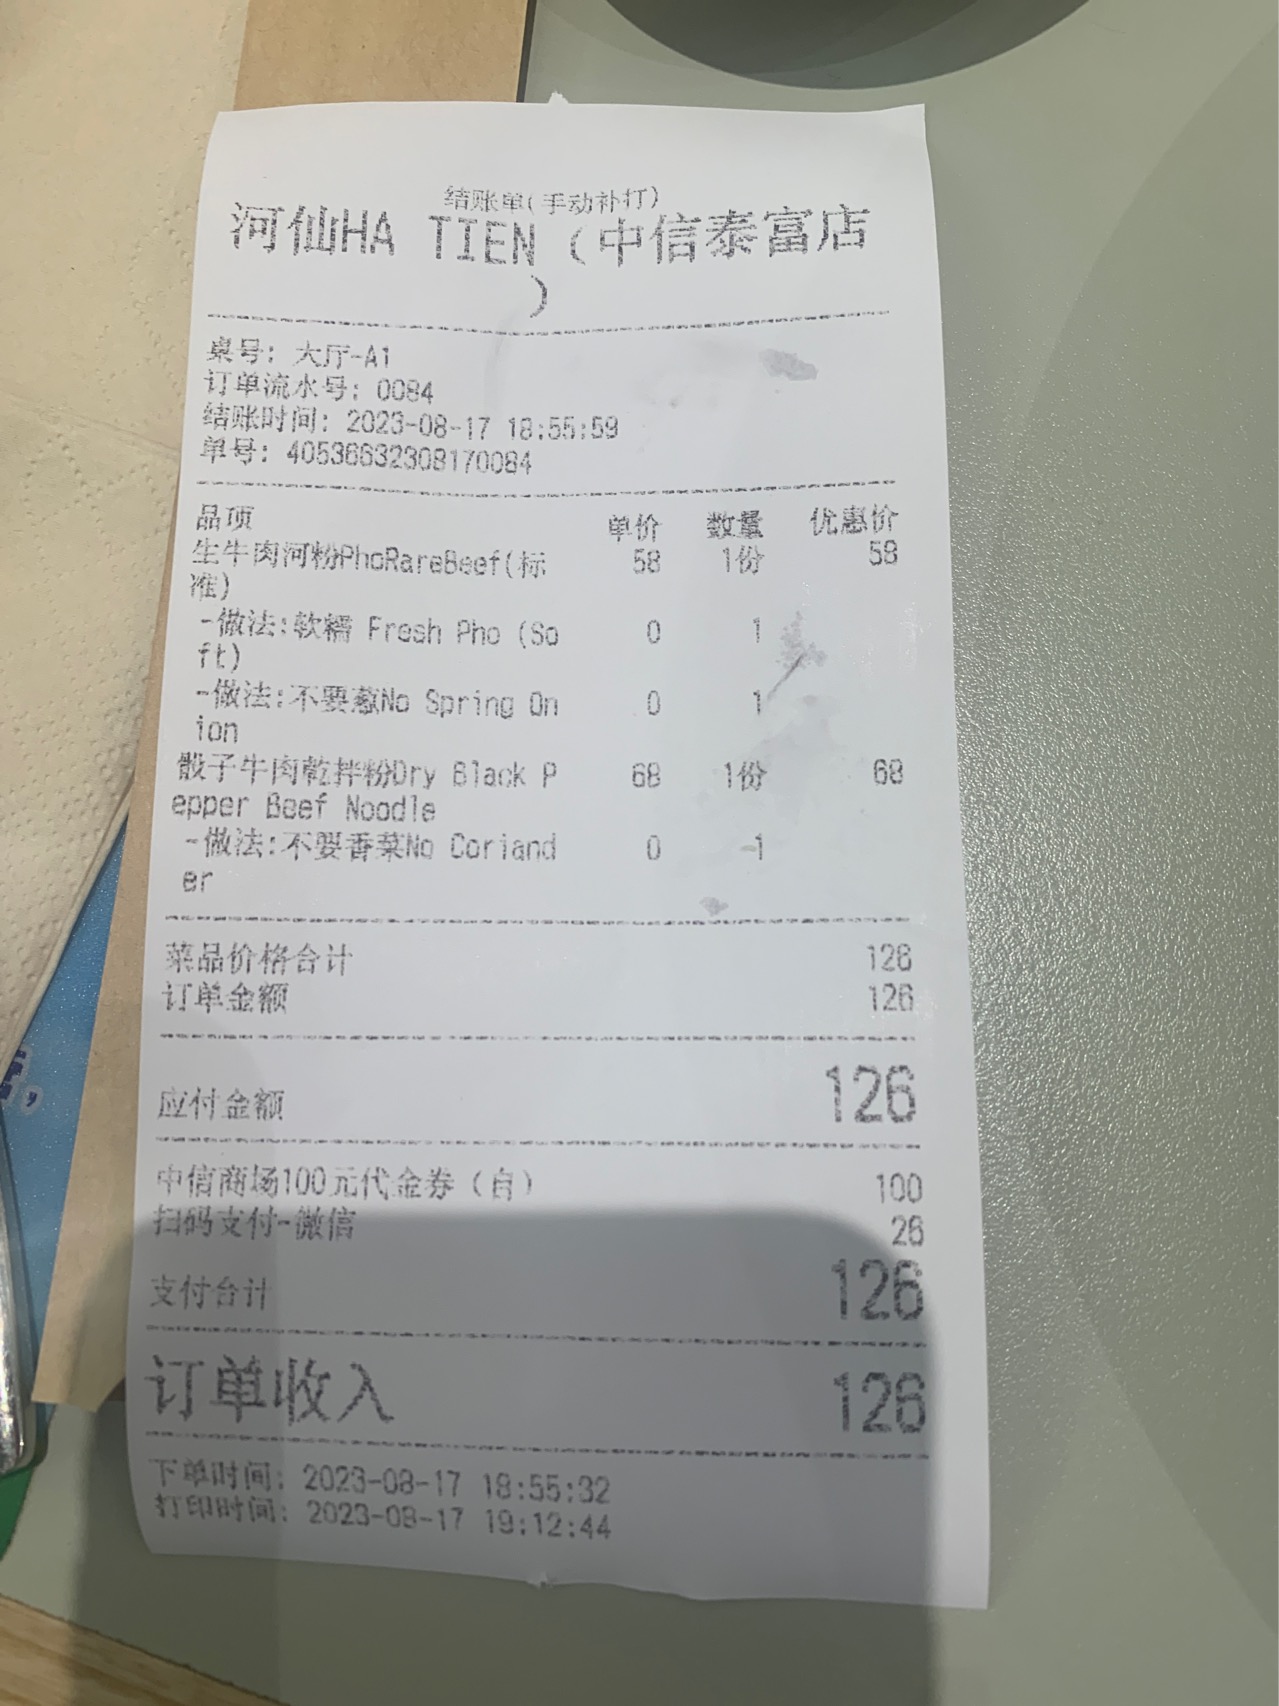 结账单(手动补打)
河仙HA TIEN (中信泰富店
)
桌号: 大厅-A1
订单流水号: 0084
结账时间: 2023-08-17 18:55:59
单号: 40536632308170084
品项 单价 数量 优惠价
生牛肉河粉PhoRareBeef(标 58 1份 58
准)
-做法:软糯 Fresh Pho (So 0 1
ft)
-做法:不要葱No Spring On 0 1
ion
骰子牛肉乾拌粉Dry Black P 68 1份 68
epper Beef Noodle
-做法:不要香菜No Coriand 0 1
er
菜品价格合计 126
订单金额 126
应付金额 126
中信商场100元代金券(自) 100
扫码支付-微信 26
支付合计 126
订单收入 126
下单时间: 2023-08-17 18:55:32
打印时间: 2023-08-17 19:12:44